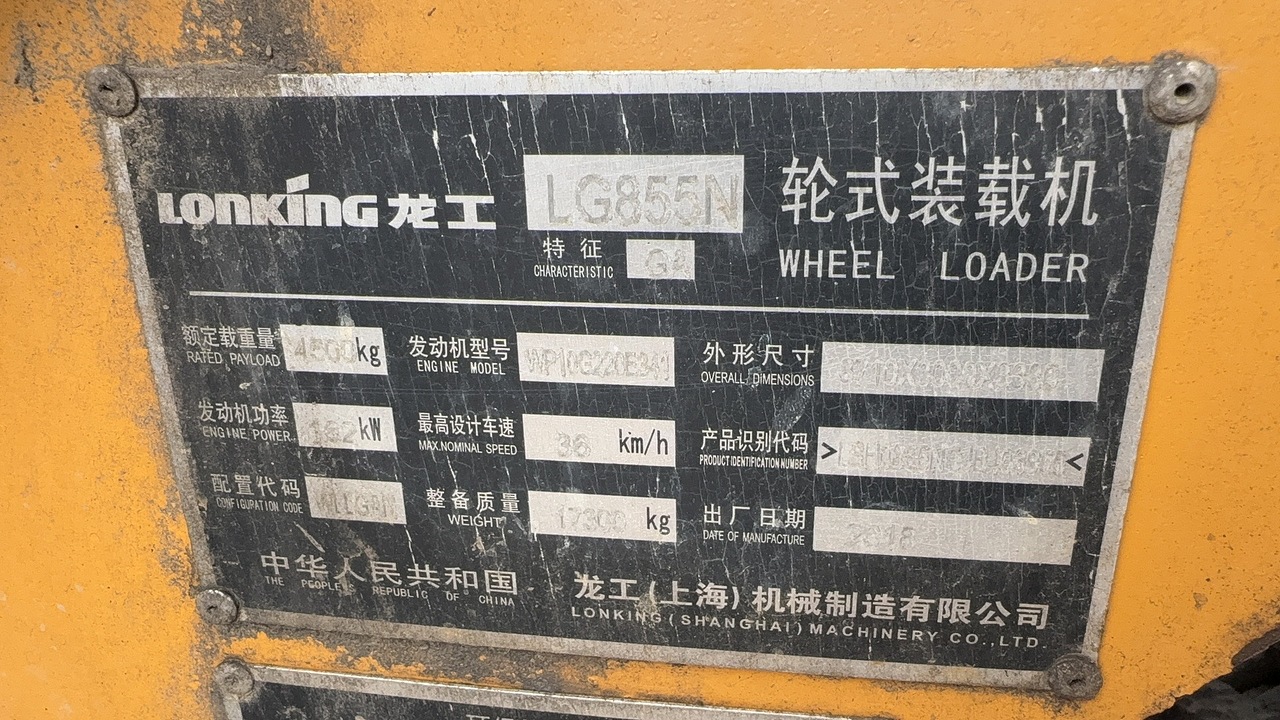 LONKING 龙工 LG855N 轮式装载机
特征
CHARACTERISTIC G4
WHEEL LOADER
额定载重量 kg 发动机型号 外形尺寸
RATED PAYLOAD ENGINE MODEL OVERALL DIMENSIONS
发动机功率 162 kW 最高设计车速 36 km/h 产品识别代码 > <
ENGINE POWER MAX.NOMINAL SPEED PRODUCT IDENTIFICATION NUMBER
配置代码 整备质量 17300 kg 出厂日期 2018
CONFIGURATION CODE WEIGHT DATE OF MANUFACTURE
中华人民共和国 龙工(上海)机械制造有限公司
THE PEOPLE'S REPUBLIC OF CHINA LONKING(SHANGHAI)MACHINERY CO.,LTD.